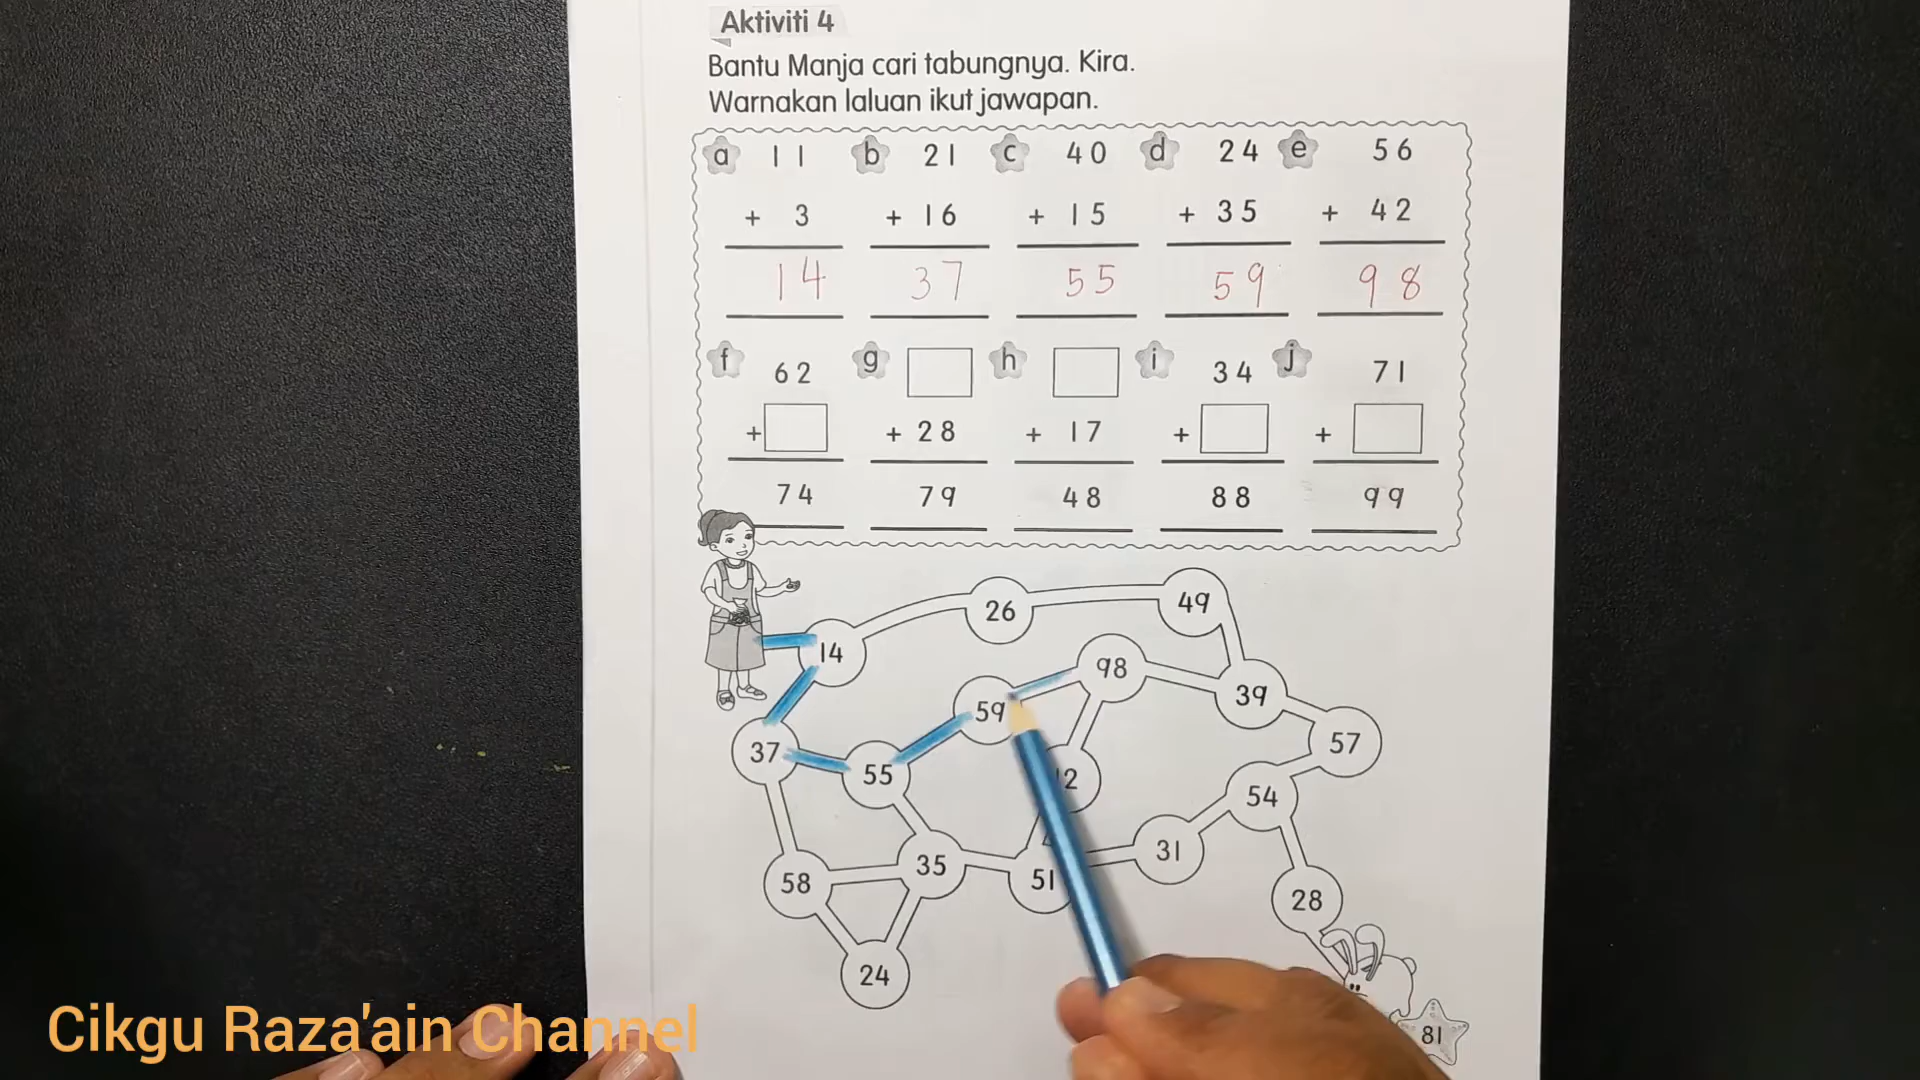 Aktiviti 4
Bantu Manja cari tabungnya. Kira.
Warnakan laluan ikut jawapan.
a 11 b 21 c 40 d 24 e 56
+ 3 + 16 + 15 + 35 + 42
14 37 55 59 98
f 62 g h i 34 j 71
+ + 28 + 17 + +
74 79 48 88 99
26 49
14 98
59 39
37 55 57
54
58 35 51 31
28
24
Cikgu Raza'ain Channel
81